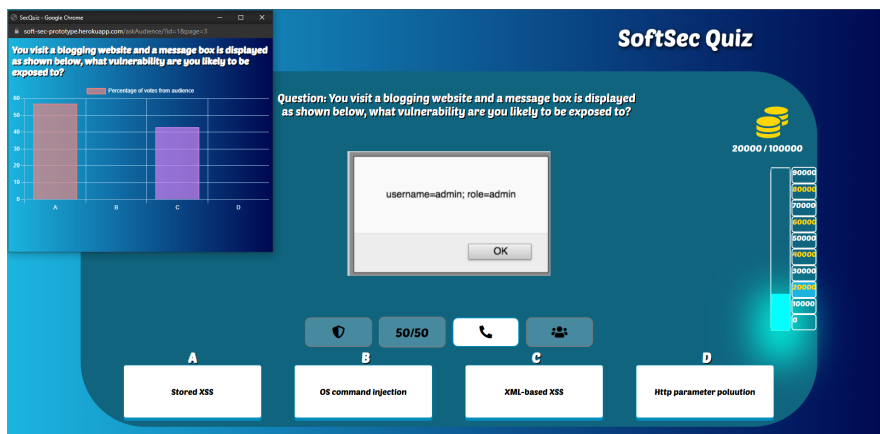 SecQuiz - Google Chrome
soft-sec-prototype.herokuapp.com/askAudience/?id=1&page=3
You visit a blogging website and a message box is displayed
as shown below, what vulnerability are you likely to be
exposed to?
Percentage of votes from audience
60
50
40
30
20
10
0
A B C D
SoftSec Quiz
Question: You visit a blogging website and a message box is displayed
as shown below, what vulnerability are you likely to be exposed to?
username=admin; role=admin
OK
20000 / 100000
90000
80000
70000
60000
50000
40000
30000
20000
10000
0
50/50
A
Stored XSS
B
OS command injection
C
XML-based XSS
D
Http parameter poluution